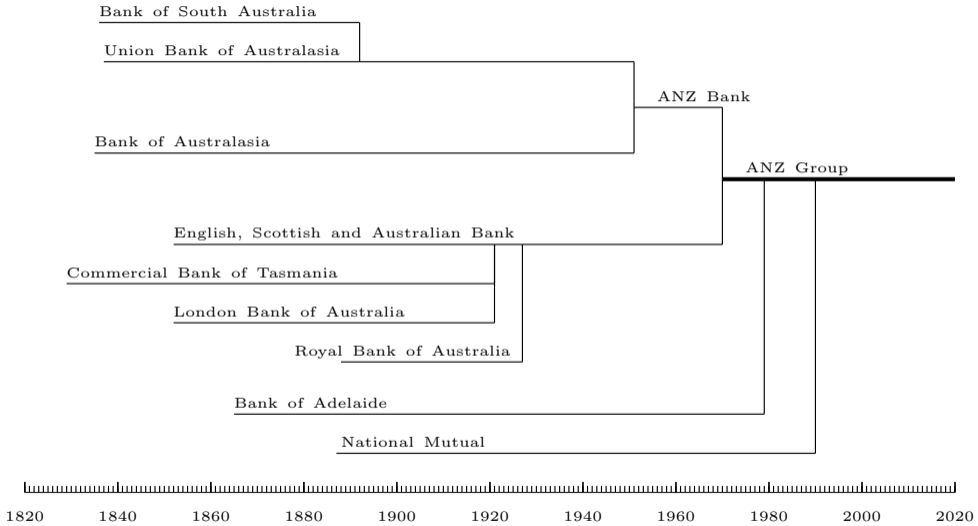 Bank of South Australia
Union Bank of Australasia
ANZ Bank
Bank of Australasia
ANZ Group
English, Scottish and Australian Bank
Commercial Bank of Tasmania
London Bank of Australia
Royal Bank of Australia
Bank of Adelaide
National Mutual
1820 1840 1860 1880 1900 1920 1940 1960 1980 2000 2020